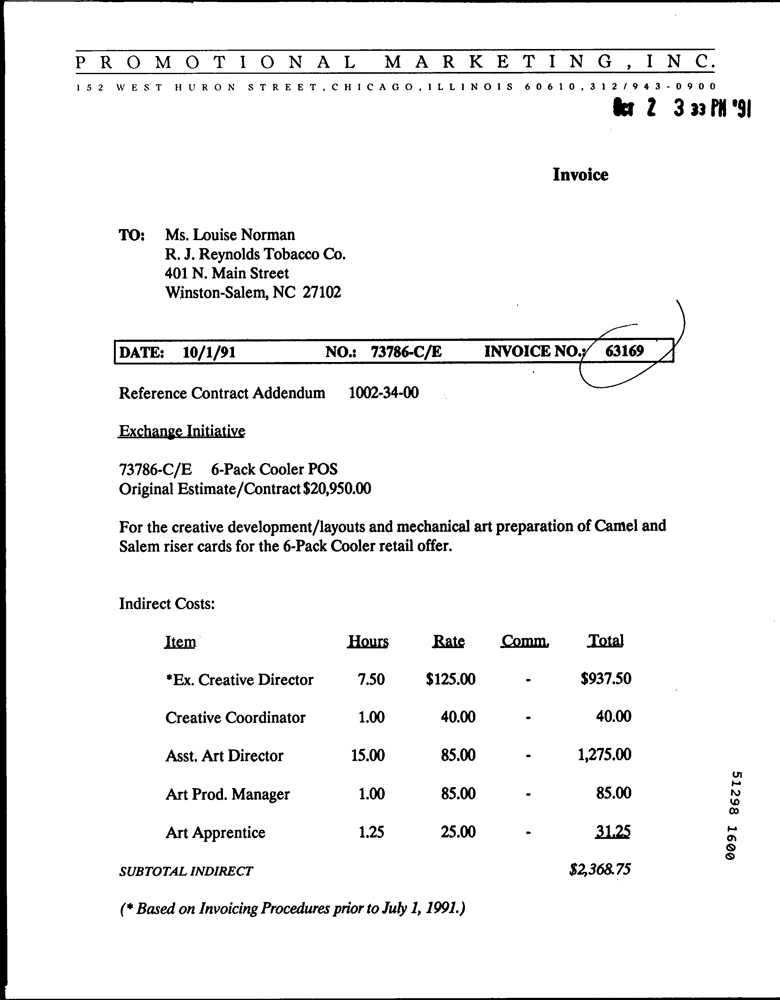 PROMOTIONAL MARKETING, INC.
152 WEST HURON STREET, CHICAGO, ILLINOIS 60610, 312/943-0900
Oct 2 3 33 PM '91
Invoice
TO: Ms. Louise Norman
R. J. Reynolds Tobacco Co.
401 N. Main Street
Winston-Salem, NC 27102
DATE: 10/1/91 NO.: 73786-C/E INVOICE NO.: 63169
Reference Contract Addendum 1002-34-00
Exchange Initiative
73786-C/E 6-Pack Cooler POS
Original Estimate/Contract $20,950.00
For the creative development/layouts and mechanical art preparation of Camel and
Salem riser cards for the 6-Pack Cooler retail offer.
Indirect Costs:
Item Hours Rate Comm. Total
*Ex. Creative Director 7.50 $125.00 - $937.50
Creative Coordinator 1.00 40.00 - 40.00
Asst. Art Director 15.00 85.00 - 1,275.00
Art Prod. Manager 1.00 85.00 - 85.00
Art Apprentice 1.25 25.00 - 31.25
SUBTOTAL INDIRECT $2,368.75
(* Based on Invoicing Procedures prior to July 1, 1991.)
51298 1600